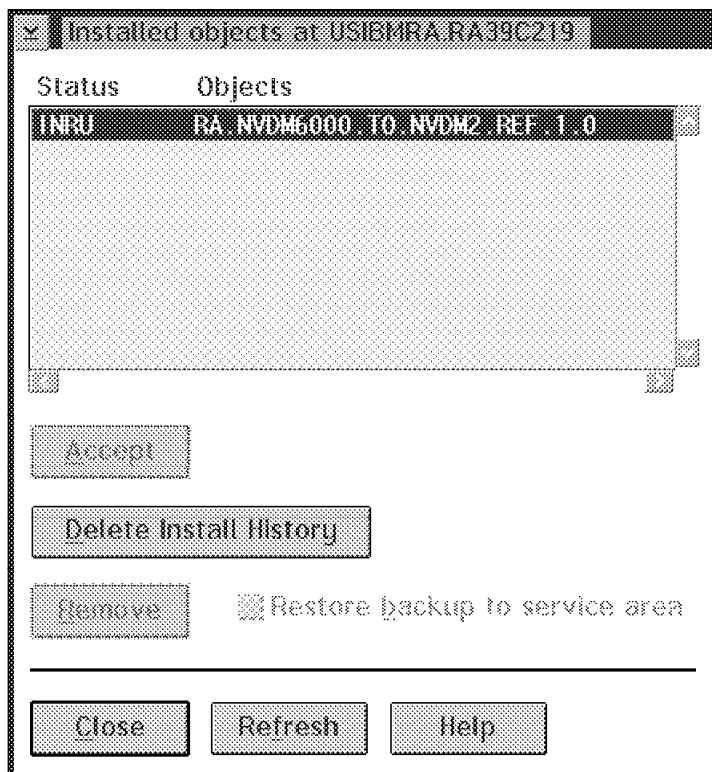 Installed objects at USIBMRA.RA39C219
Status Objects
INRU RA.NVDM6000.TO.NVDM2.REF.1.0
Accept
Delete Install History
Remove Restore backup to service area
Close Refresh Help